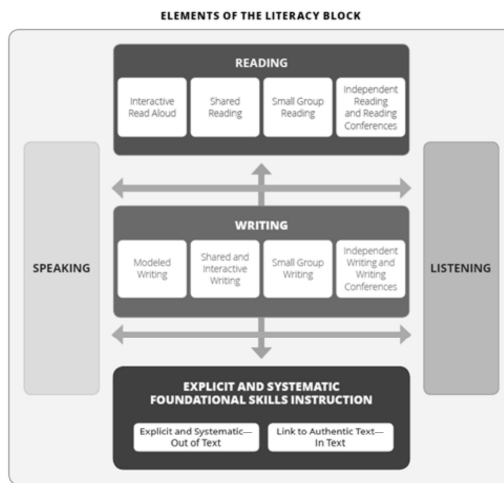 ELEMENTS OF THE LITERACY BLOCK
READING
Interactive
Read Aloud
Shared
Reading
Small Group
Reading
Independent
Reading
and Reading
Conferences
SPEAKING
WRITING
Modeled
Writing
Shared and
Interactive
Writing
Small Group
Writing
Independent
Writing and
Writing
Conferences
LISTENING
EXPLICIT AND SYSTEMATIC
FOUNDATIONAL SKILLS INSTRUCTION
Explicit and Systematic—
Out of Text
Link to Authentic Text—
In Text